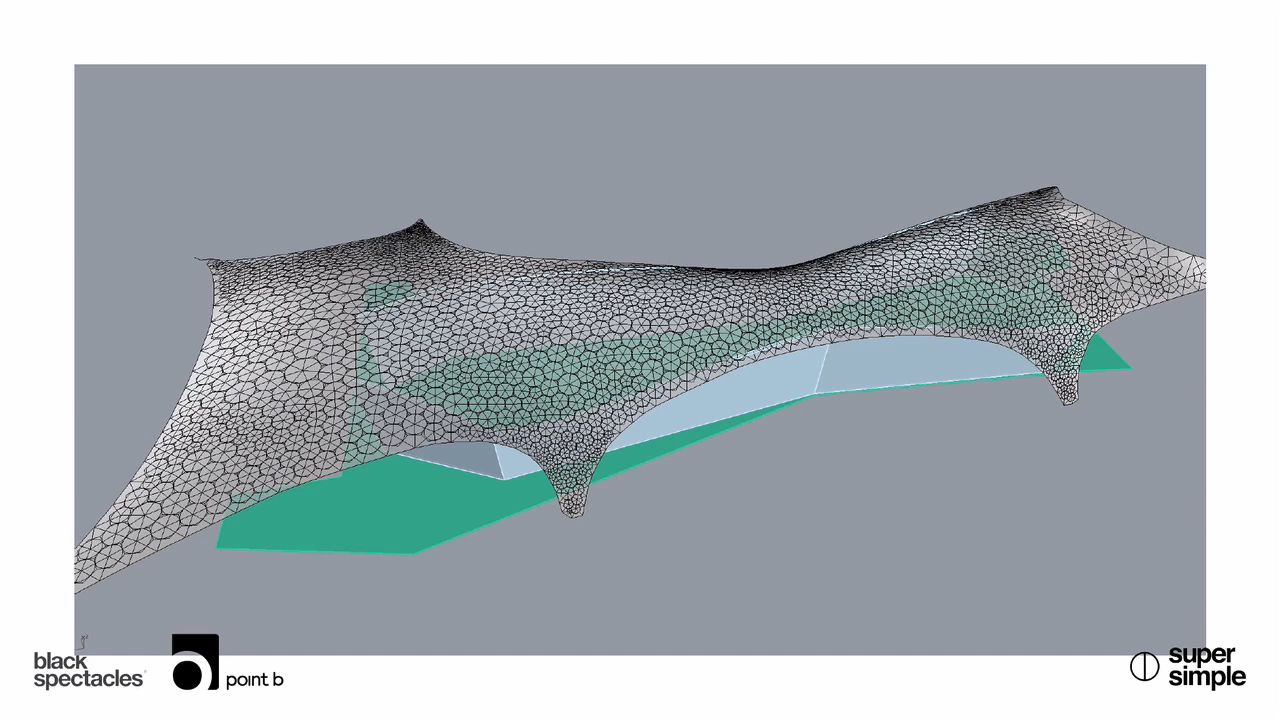 black
spectacles
point b
super
simple